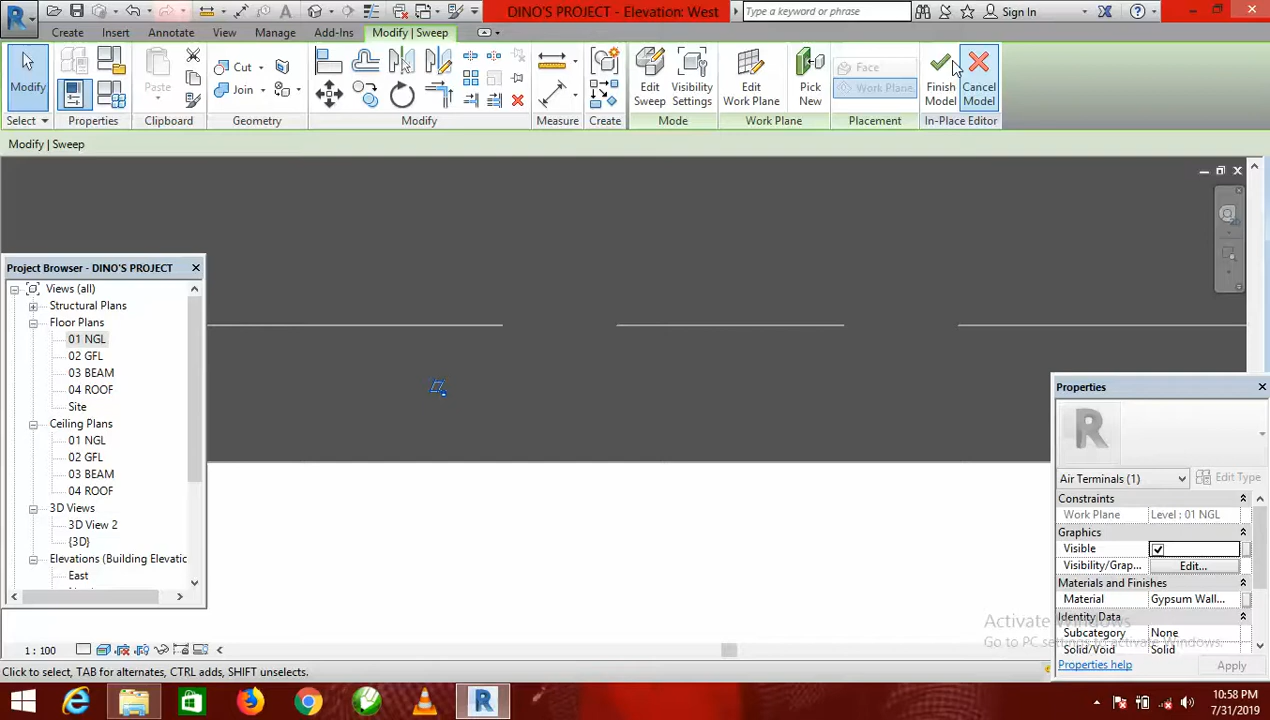 DINO'S PROJECT - Elevation: West
Type a keyword or phrase
Sign In
Create
Insert
Annotate
View
Manage
Add-Ins
Modify | Sweep
Modify
Paste
Cut
Join
Edit Sweep
Visibility Settings
Edit Work Plane
Pick New
Face
Work Plane
Finish Model
Cancel Model
Select
Properties
Clipboard
Geometry
Modify
Measure
Create
Mode
Work Plane
Placement
In-Place Editor
Modify | Sweep
Project Browser - DINO'S PROJECT
Views (all)
Structural Plans
Floor Plans
01 NGL
02 GFL
03 BEAM
04 ROOF
Site
Ceiling Plans
01 NGL
02 GFL
03 BEAM
04 ROOF
3D Views
3D View 2
{3D}
Elevations (Building Elevatic
East
Properties
Air Terminals (1)
Edit Type
Constraints
Work Plane Level : 01 NGL
Graphics
Visible
Visibility/Grap... Edit...
Materials and Finishes
Material Gypsum Wall...
Identity Data
Subcategory None
Solid/Void Solid
Properties help
Apply
Activate Windows
Go to PC settings to activate Windows.
1 : 100
Click to select, TAB for alternates, CTRL adds, SHIFT unselects.
10:58 PM
7/31/2019